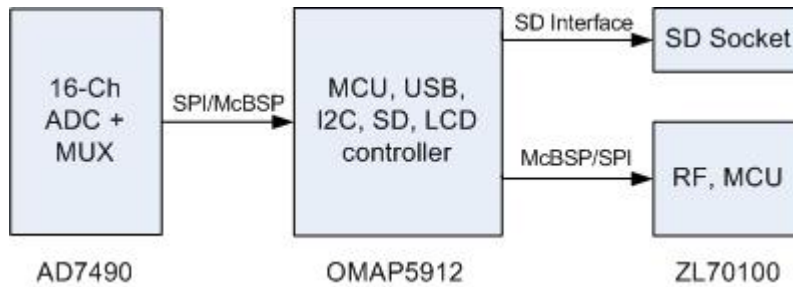 16-Ch
ADC +
MUX
SPI/McBSP
MCU, USB,
I2C, SD, LCD
controller
SD Interface
SD Socket
McBSP/SPI
RF, MCU
AD7490
OMAP5912
ZL70100